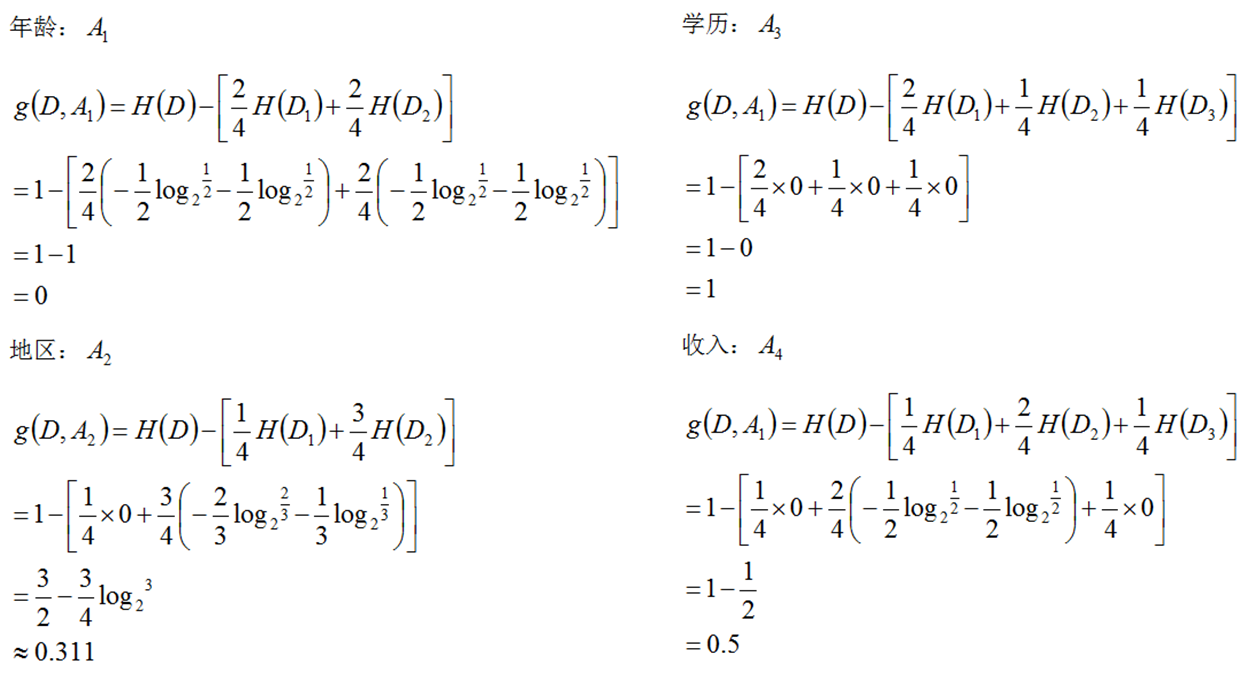 年龄： A₁
g(D, A₁) = H(D) − [2/4 H(D₁) + 2/4 H(D₂)]
= 1 − [2/4(−1/2 log₂^(1/2) − 1/2 log₂^(1/2)) + 2/4(−1/2 log₂^(1/2) − 1/2 log₂^(1/2))]
= 1 − 1
= 0
地区： A₂
g(D, A₂) = H(D) − [1/4 H(D₁) + 3/4 H(D₂)]
= 1 − [1/4 × 0 + 3/4(−2/3 log₂^(2/3) − 1/3 log₂^(1/3))]
= 3/2 − 3/4 log₂^3
≈ 0.311
学历： A₃
g(D, A₁) = H(D) − [2/4 H(D₁) + 1/4 H(D₂) + 1/4 H(D₃)]
= 1 − [2/4 × 0 + 1/4 × 0 + 1/4 × 0]
= 1 − 0
= 1
收入： A₄
g(D, A₁) = H(D) − [1/4 H(D₁) + 2/4 H(D₂) + 1/4 H(D₃)]
= 1 − [1/4 × 0 + 2/4(−1/2 log₂^(1/2) − 1/2 log₂^(1/2)) + 1/4 × 0]
= 1 − 1/2
= 0.5